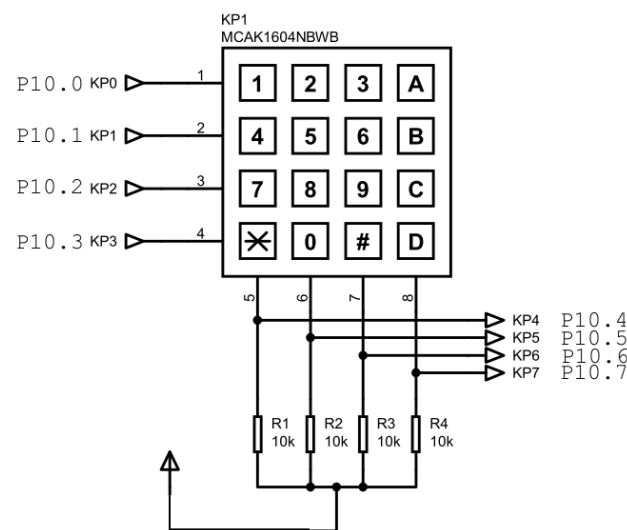 KP1
MCAK1604NBWB
P10.0 KP0 1 1 2 3 A
P10.1 KP1 2 4 5 6 B
P10.2 KP2 3 7 8 9 C
P10.3 KP3 4 * 0 # D
5 6 7 8
KP4 P10.4
KP5 P10.5
KP6 P10.6
KP7 P10.7
R1 R2 R3 R4
10k 10k 10k 10k